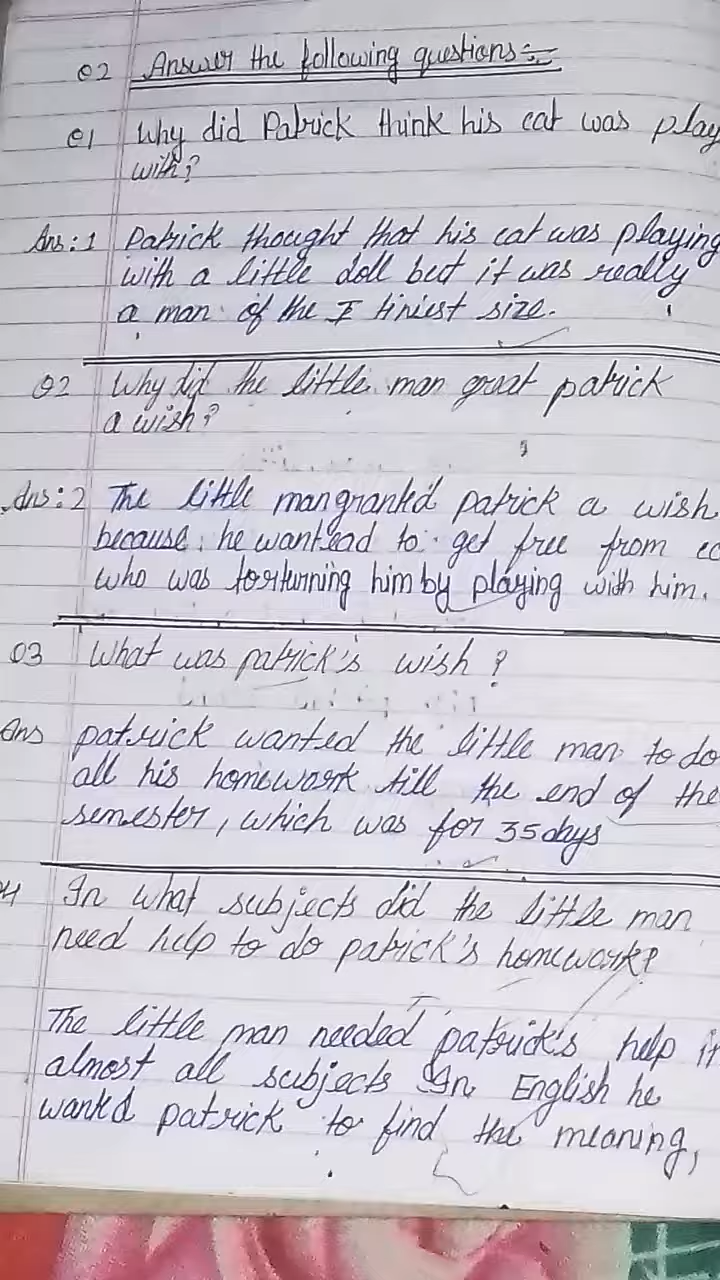 Q2 Answer the following questions:-
Q1 Why did Patrick think his cat was play
with?
Ans:1 Patrick thought that his cat was playing
with a little doll but it was really
a man of the I tiniest size.
Q2 Why did the little man grant patrick
a wish?
Ans:2 The little man granted patrick a wish
because he wantead to get free from
who was torturning him by playing with him.
Q3 What was patrick's wish?
Ans patrick wanted the little man to do
all his homework till the end of the
semester, which was for 35 days
4 In what subjects did the little man
need help to do patrick's homework?
The little man needed patrick's help
almost all subjects In English he
wanted patrick to find the meaning,